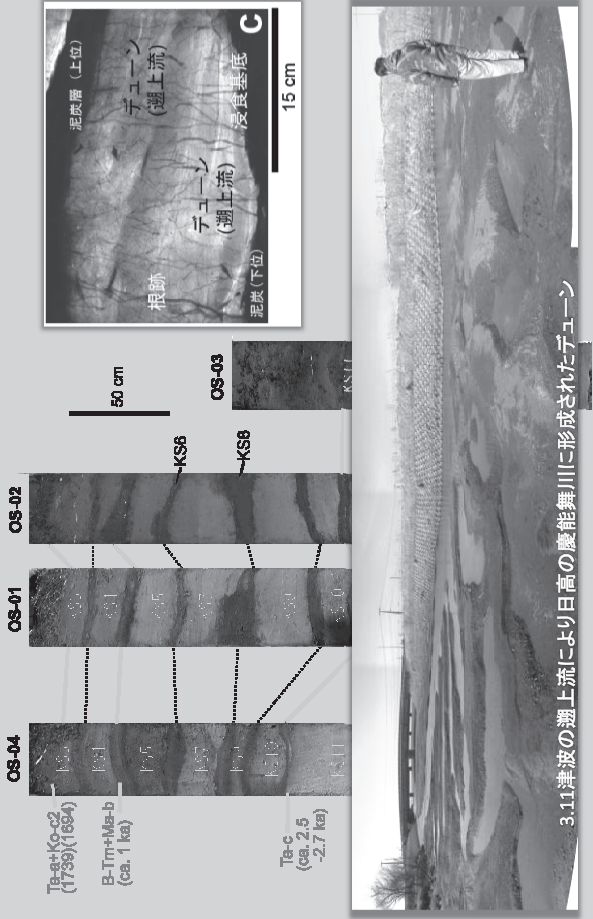 OS-04
OS-01
OS-02
OS-03
50 cm
KS6
KS8
Ta-a+Ko-c2
(1739)(1694)
B-Tm+Ma-b
(ca. 1 ka)
Ta-c
(ca. 2.5
-2.7 ka)
C
泥炭層（上位）
デューン
(遡上流)
デューン
(遡上流)
根跡
浸食基底
泥炭(下位)
15 cm
3.11津波の遡上流により日高の慶能舞川に形成されたデューン